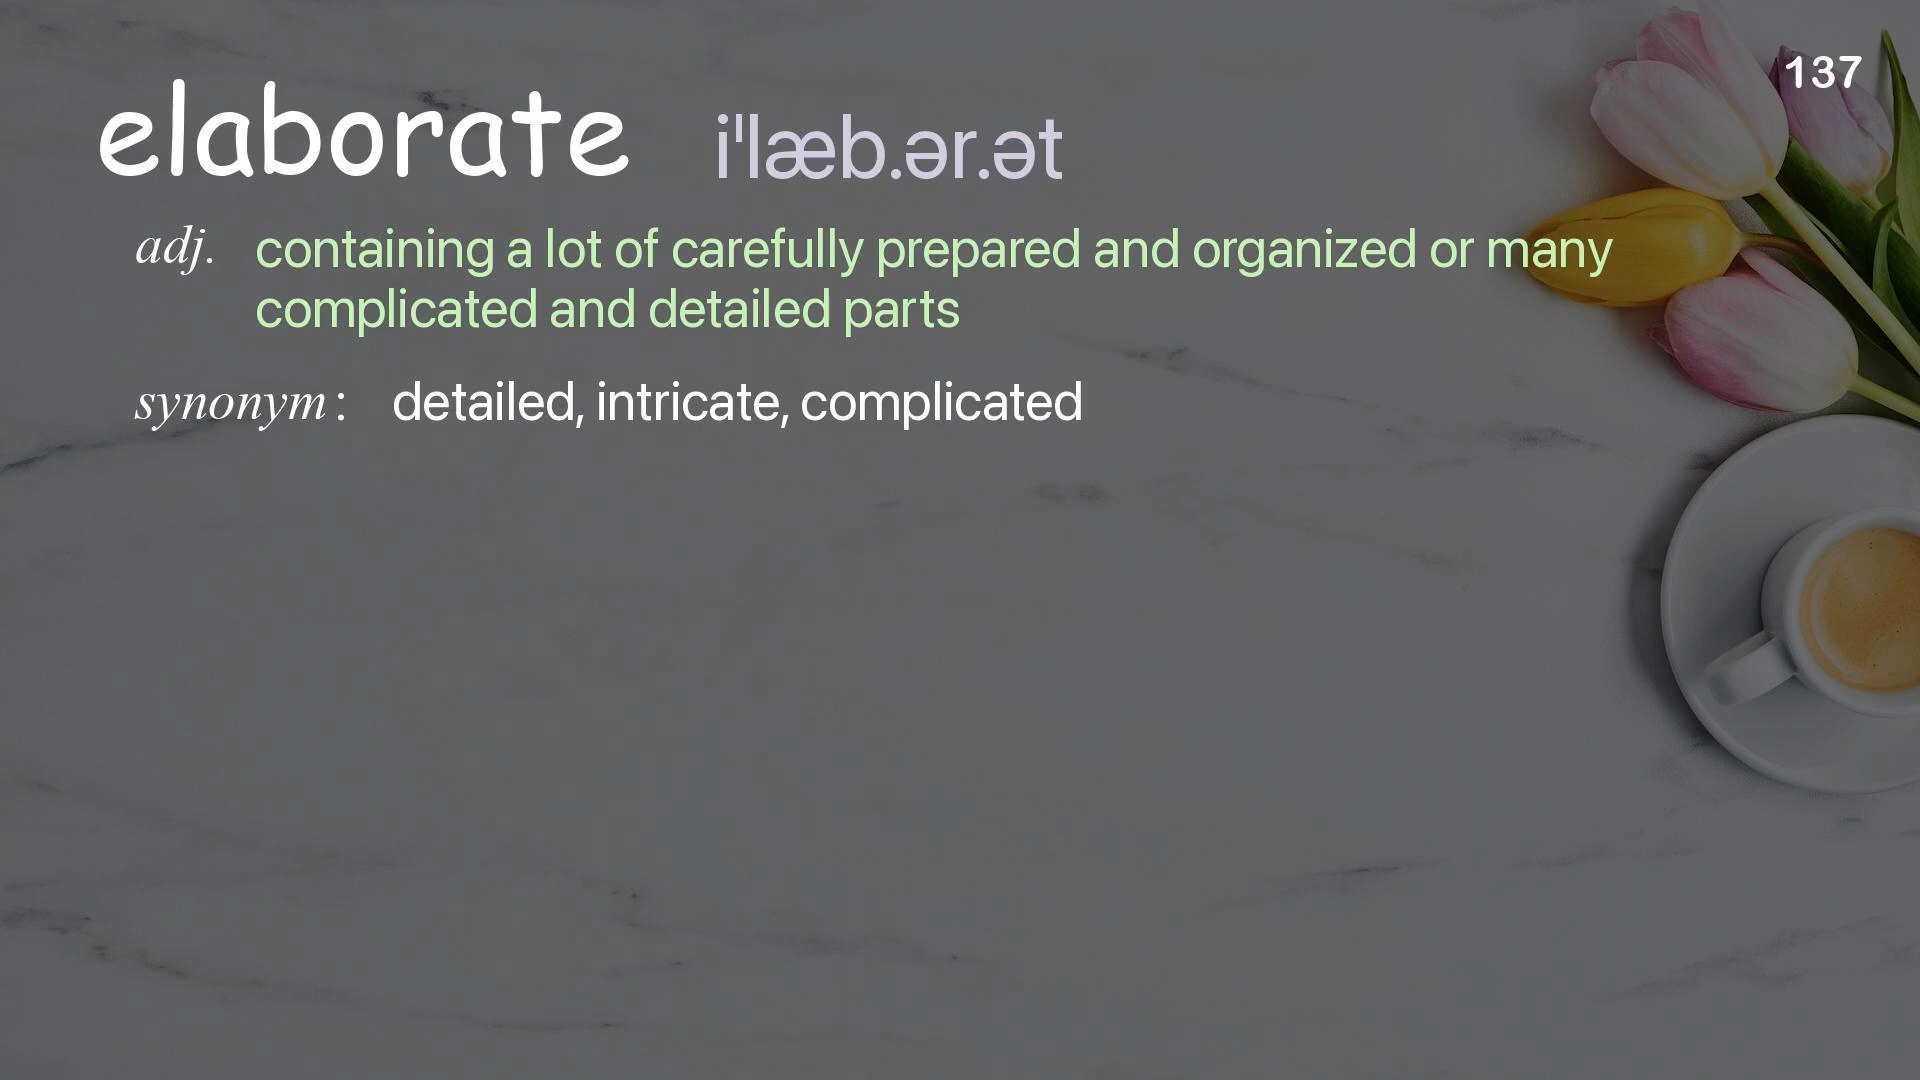 137
elaborate iˈlæb.ər.ət
adj. containing a lot of carefully prepared and organized or many
complicated and detailed parts
synonym : detailed, intricate, complicated